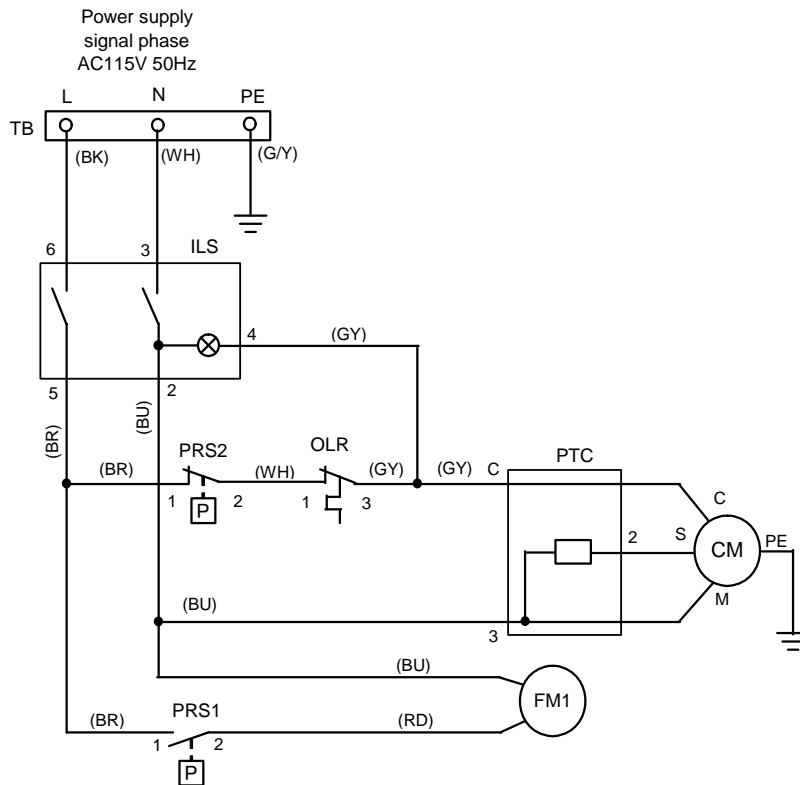 Power supply
signal phase
AC115V 50Hz
L N PE
TB
(BK) (WH) (G/Y)
6 3 ILS
4 (GY)
5 2
(BR) (BU)
PRS2 OLR
(BR) (WH) (GY) (GY) C PTC
1 2 1 3 C
P
2 S CM PE
(BU) M
3
(BU)
FM1
PRS1
(BR) (RD)
1 2
P